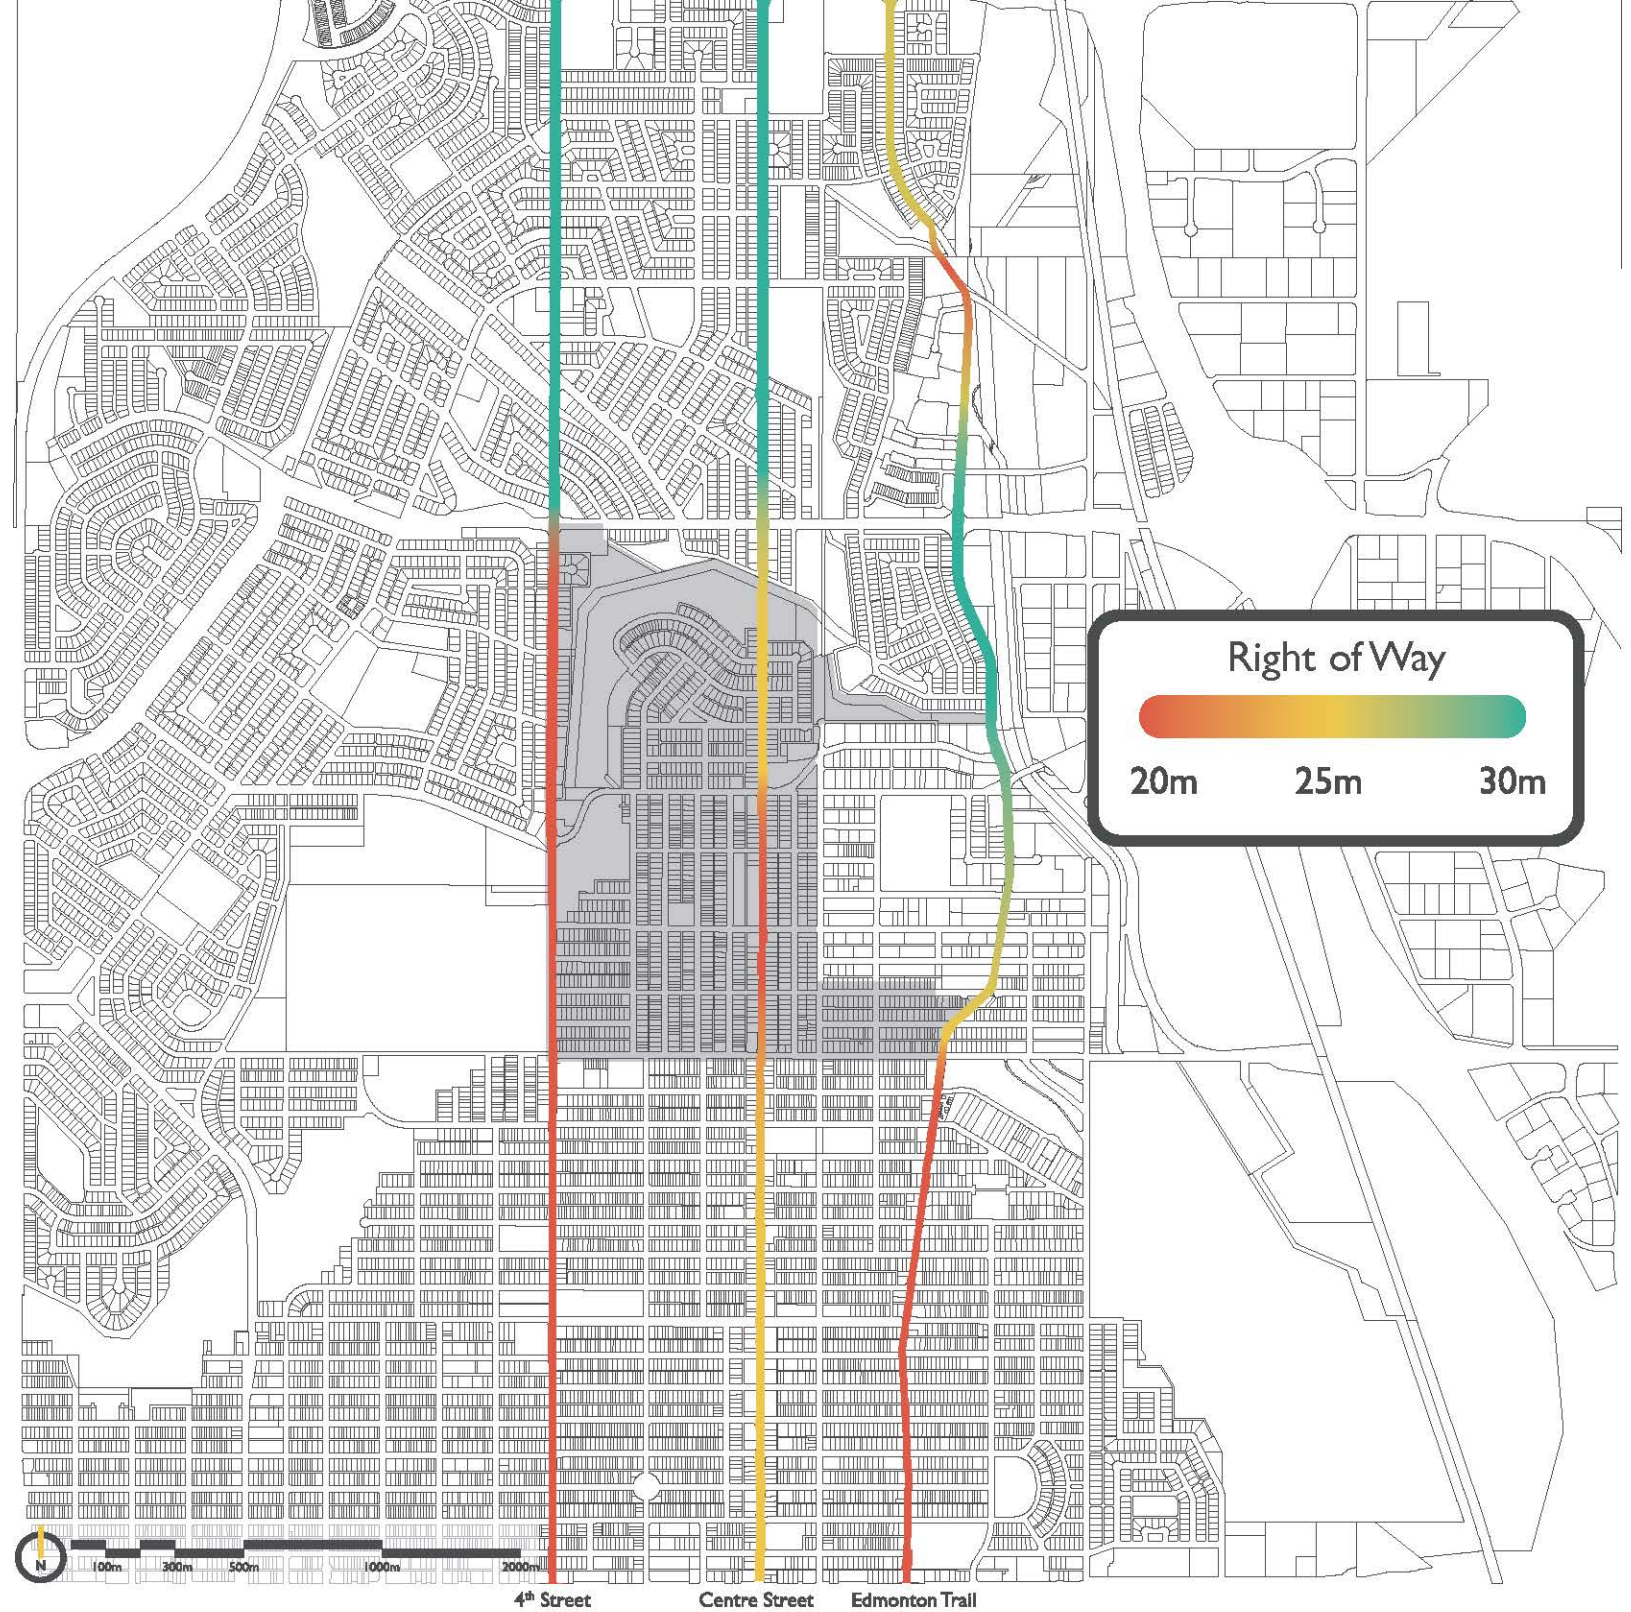 Right of Way
20m 25m 30m
N
100m 300m 500m 1000m 2000m
4th Street Centre Street Edmonton Trail